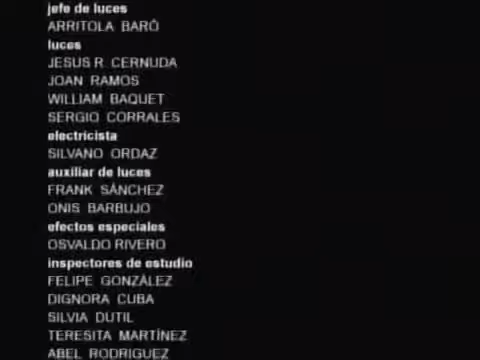 jefe de luces
ARRITOLA BARÓ
luces
JESUS R. CERNUDA
JOAN RAMOS
WILLIAM BAQUET
SERGIO CORRALES
electricista
SILVANO ORDAZ
auxiliar de luces
FRANK SÁNCHEZ
ONIS BARBUJO
efectos especiales
OSVALDO RIVERO
inspectores de estudio
FELIPE GONZÁLEZ
DIGNORA CUBA
SILVIA DUTIL
TERESITA MARTÍNEZ
ABEL RODRIGUEZ